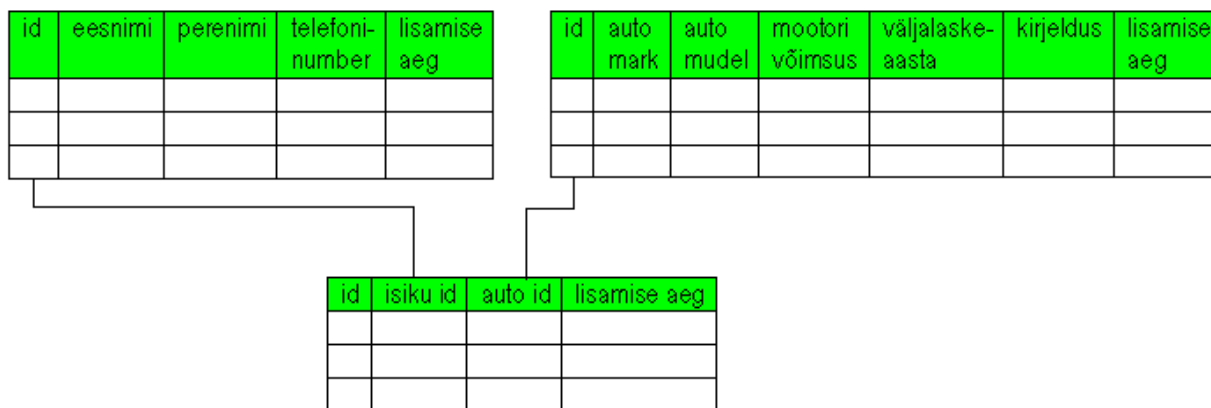 id eesnimi perenimi telefoni- lisamise
number aeg
id auto auto mootori väljalaske- kirjeldus lisamise
mark mudel võimsus aasta aeg
id isiku id auto id lisamise aeg